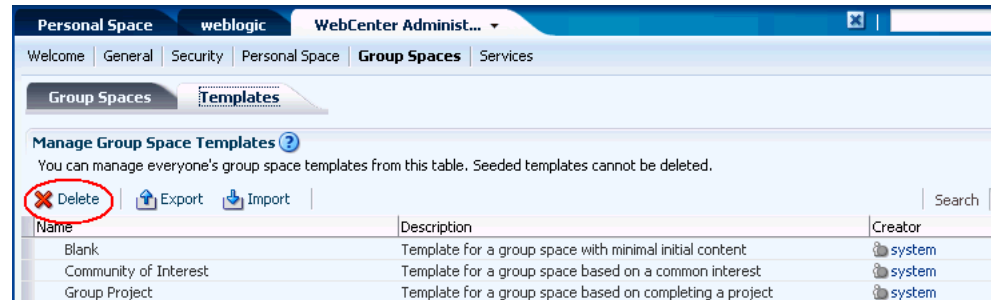 Personal Space weblogic WebCenter Administ...
Welcome General Security Personal Space Group Spaces Services
Group Spaces Templates
Manage Group Space Templates ?
You can manage everyone's group space templates from this table. Seeded templates cannot be deleted.
Delete Export Import Search
Name Description Creator
Blank Template for a group space with minimal initial content system
Community of Interest Template for a group space based on a common interest system
Group Project Template for a group space based on completing a project system